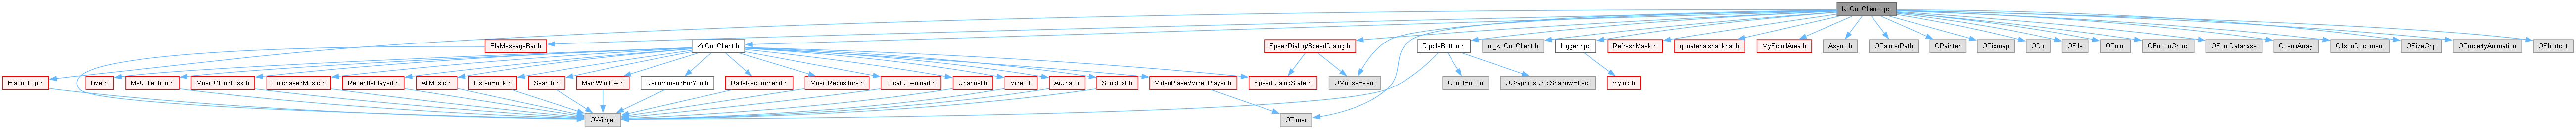 KuGouClient.cpp
ElaMessageBar.h
KuGouClient.h
SpeedDialog/SpeedDialog.h
RippleButton.h
ui_KuGouClient.h
logger.hpp
RefreshMask.h
qtmaterialsnackbar.h
MyScrollArea.h
Async.h
QPainterPath
QPainter
QPixmap
QDir
QFile
QPoint
QButtonGroup
QFontDatabase
QJsonArray
QJsonDocument
QSizeGrip
QPropertyAnimation
QShortcut
ElaToolTip.h
Live.h
MyCollection.h
MusicCloudDisk.h
PurchasedMusic.h
RecentlyPlayed.h
AllMusic.h
ListenBook.h
Search.h
MainWindow.h
RecommendForYou.h
DailyRecommend.h
MusicRepository.h
LocalDownload.h
Channel.h
Video.h
AiChat.h
SongList.h
VideoPlayer/VideoPlayer.h
SpeedDialogState.h
QMouseEvent
QToolButton
QGraphicsDropShadowEffect
mylog.h
QWidget
QTimer